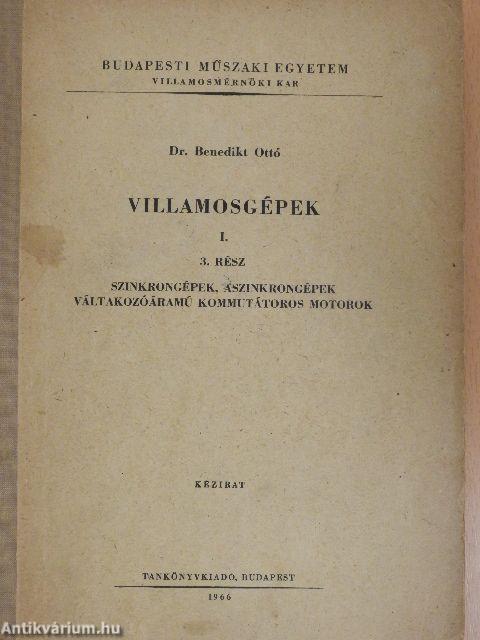 BUDAPESTI MŰSZAKI EGYETEM
VILLAMOSMÉRNÖKI KAR
Dr. Benedikt Ottó
VILLAMOSGÉPEK
I.
3. RÉSZ
SZINKRONGÉPEK, ASZINKRONGÉPEK
VÁLTAKOZÓÁRAMÚ KOMMUTÁTOROS MOTOROK
KÉZIRAT
TANKÖNYVKIADÓ, BUDAPEST
1966
Antikvárium.hu